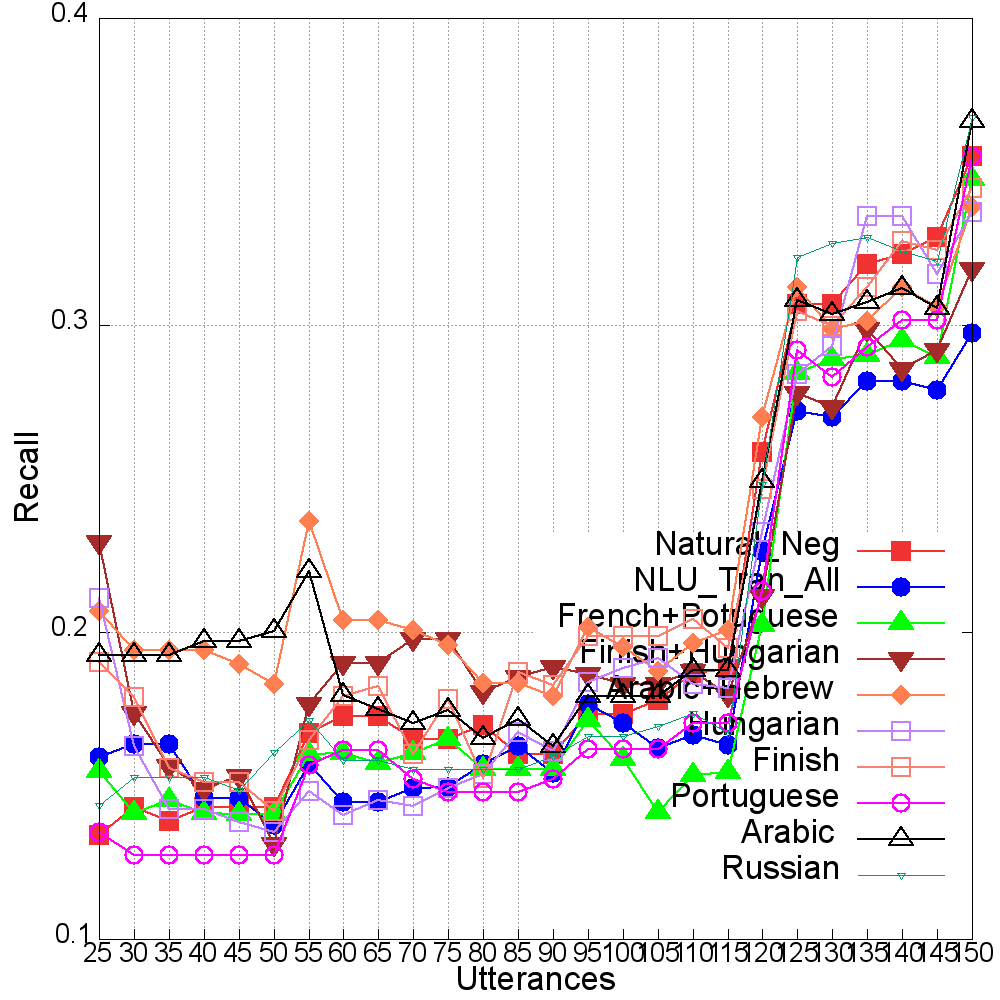 0.4
0.3
0.2
0.1
Recall
Natural_Neg
NLU_Tran_All
French+Potuguese
Finish+Hungarian
Arabic+Hebrew
Hungarian
Finish
Portuguese
Arabic
Russian
25 30 35 40 45 50 55 60 65 70 75 80 85 90 95 100 105 110 115 120 125 130 135 140 145 150
Utterances